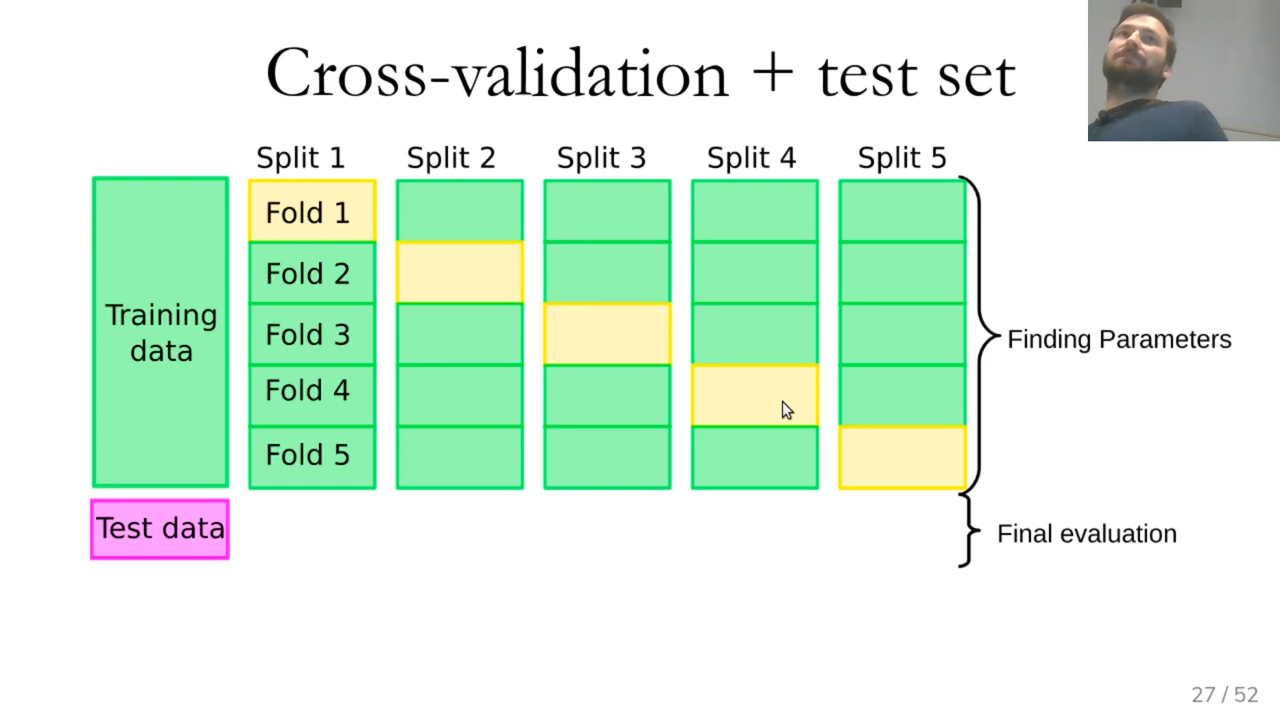 Cross-validation + test set
Split 1 Split 2 Split 3 Split 4 Split 5
Fold 1
Fold 2
Fold 3
Fold 4
Fold 5
Training
data
Finding Parameters
Test data
Final evaluation
27 / 52